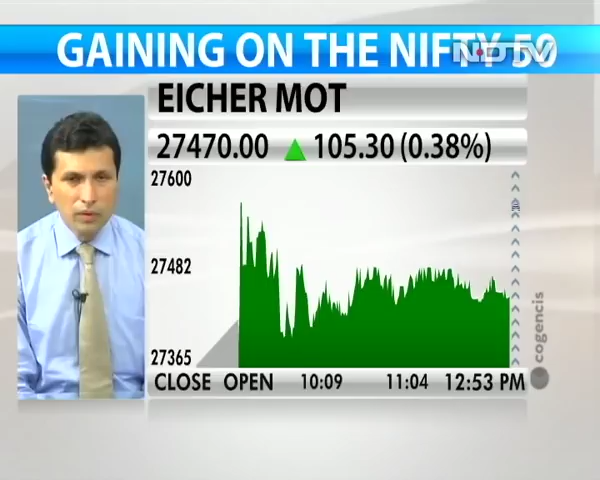 GAINING ON THE NIFTY 50
NDTV
EICHER MOT
27470.00 ▲ 105.30 (0.38%)
27600
27482
27365
CLOSE OPEN 10:09 11:04 12:53 PM
cogencis